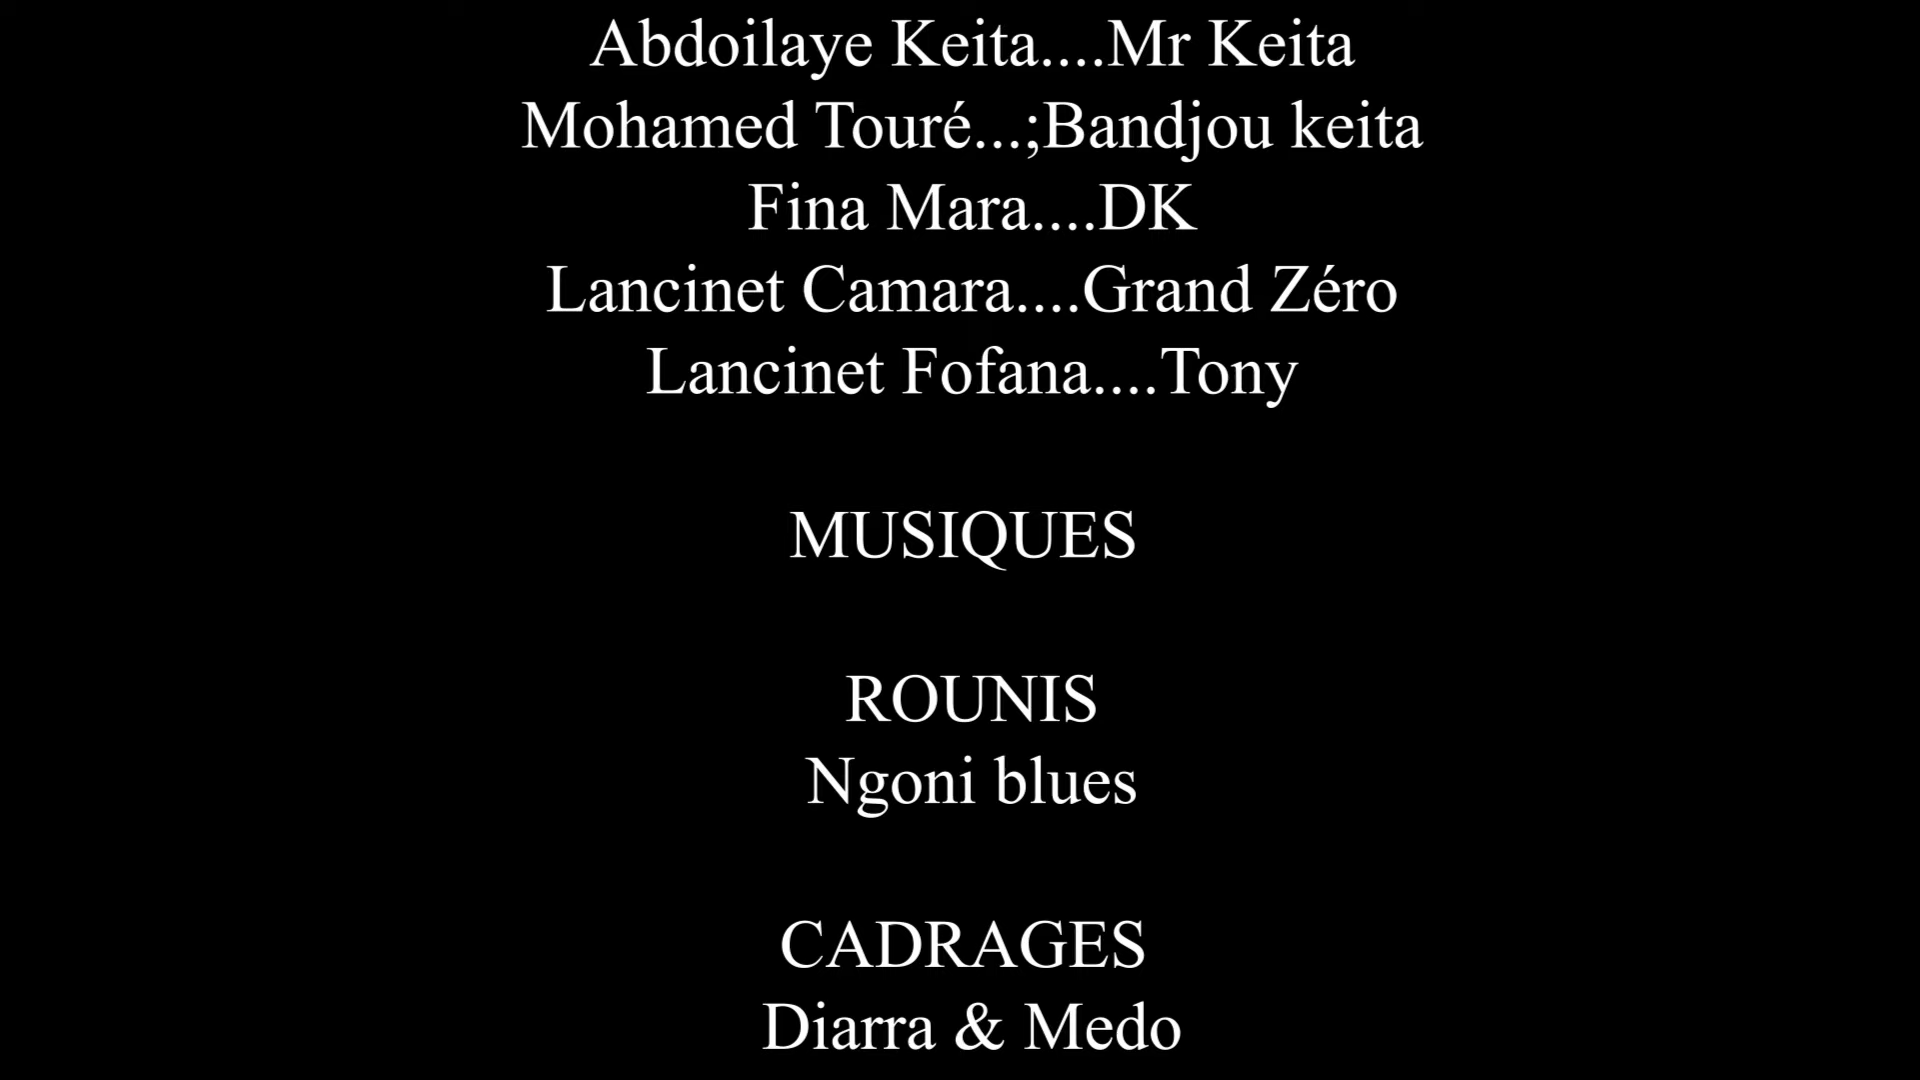 Abdoilaye Keita....Mr Keita
Mohamed Touré...;Bandjou keita
Fina Mara....DK
Lancinet Camara....Grand Zéro
Lancinet Fofana....Tony
MUSIQUES
ROUNIS
Ngoni blues
CADRAGES
Diarra & Medo